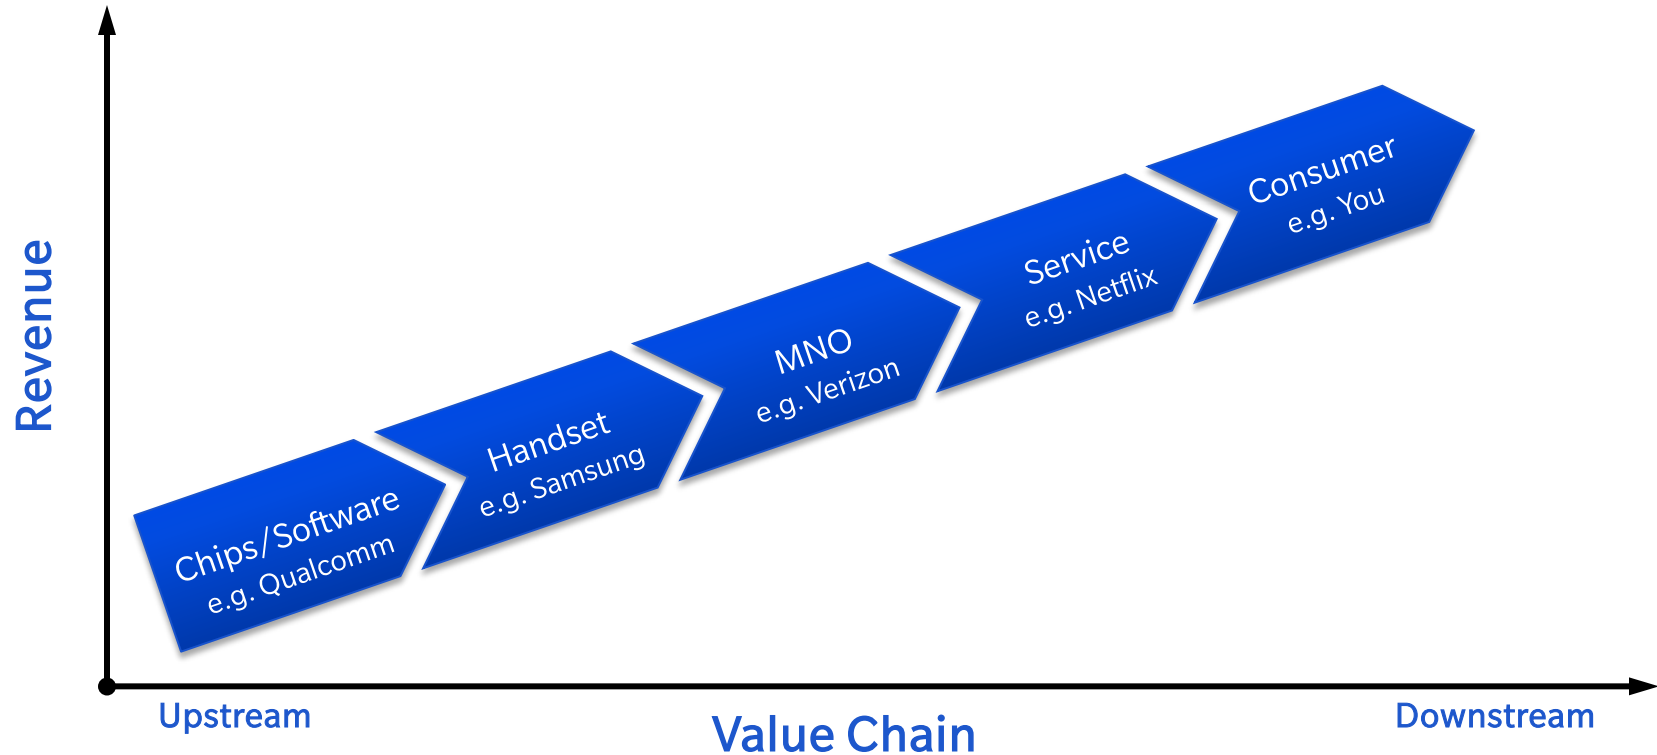 Revenue
Chips/Software
e.g. Qualcomm
Handset
e.g. Samsung
MNO
e.g. Verizon
Service
e.g. Netflix
Consumer
e.g. You
Upstream
Value Chain
Downstream